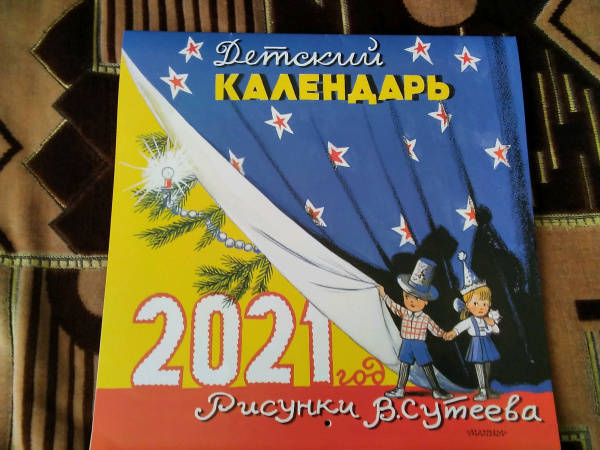 Детский
КАЛЕНДАРЬ
2021 год
Рисунки В. Сутеева